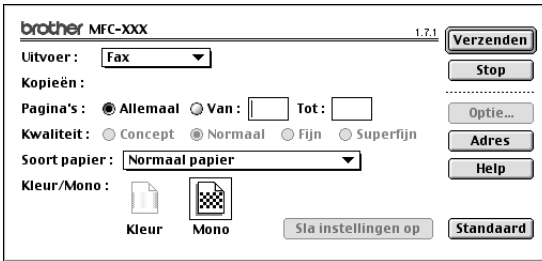 brother MFC-XXX 1.7.1
Verzenden
Uitvoer : Fax
Stop
Kopieën :
Pagina's : Allemaal Van : Tot :
Optie...
Kwaliteit : Concept Normaal Fijn Superfijn
Adres
Soort papier : Normaal papier
Help
Kleur/Mono :
Kleur Mono
Sla instellingen op
Standaard